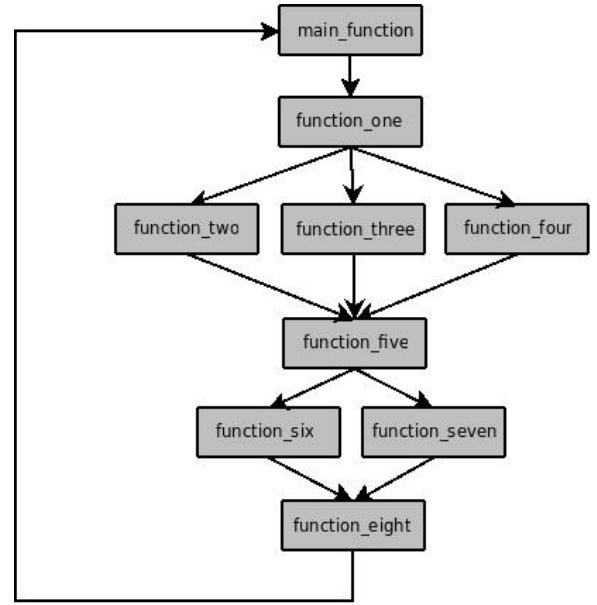 main_function
function_one
function_two
function_three
function_four
function_five
function_six
function_seven
function_eight